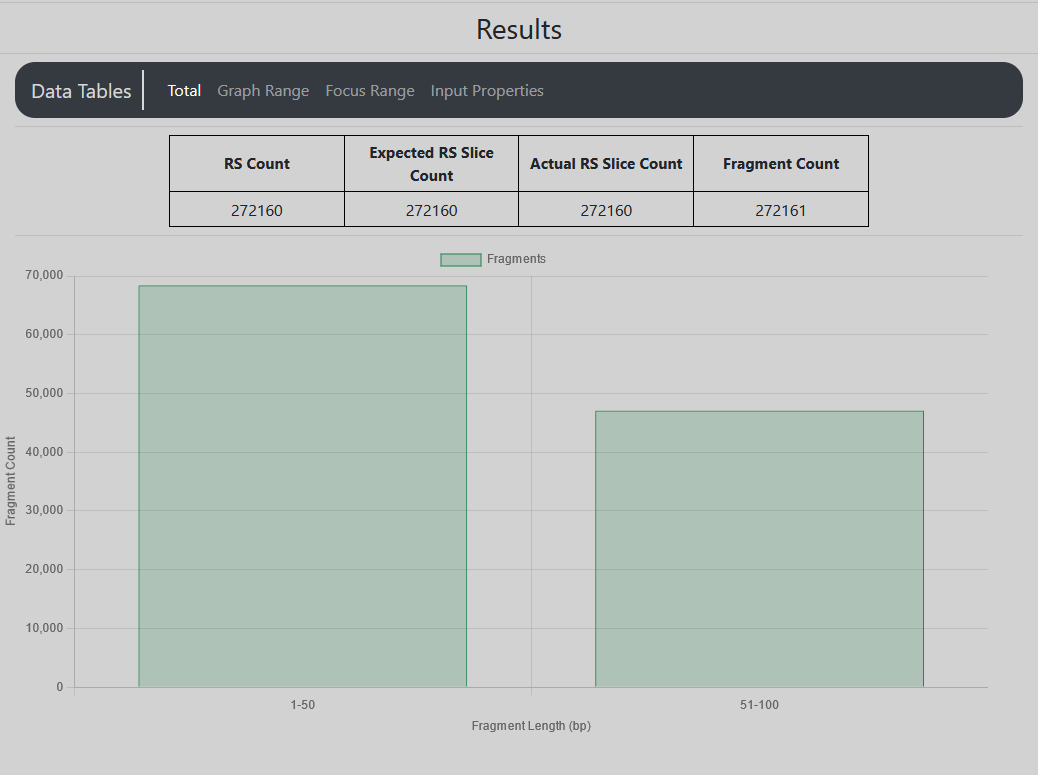 Results
Data Tables Total Graph Range Focus Range Input Properties
RS Count Expected RS Slice Count Actual RS Slice Count Fragment Count
272160 272160 272160 272161
Fragments
70,000
60,000
50,000
40,000
30,000
20,000
10,000
0
Fragment Count
1-50 51-100
Fragment Length (bp)